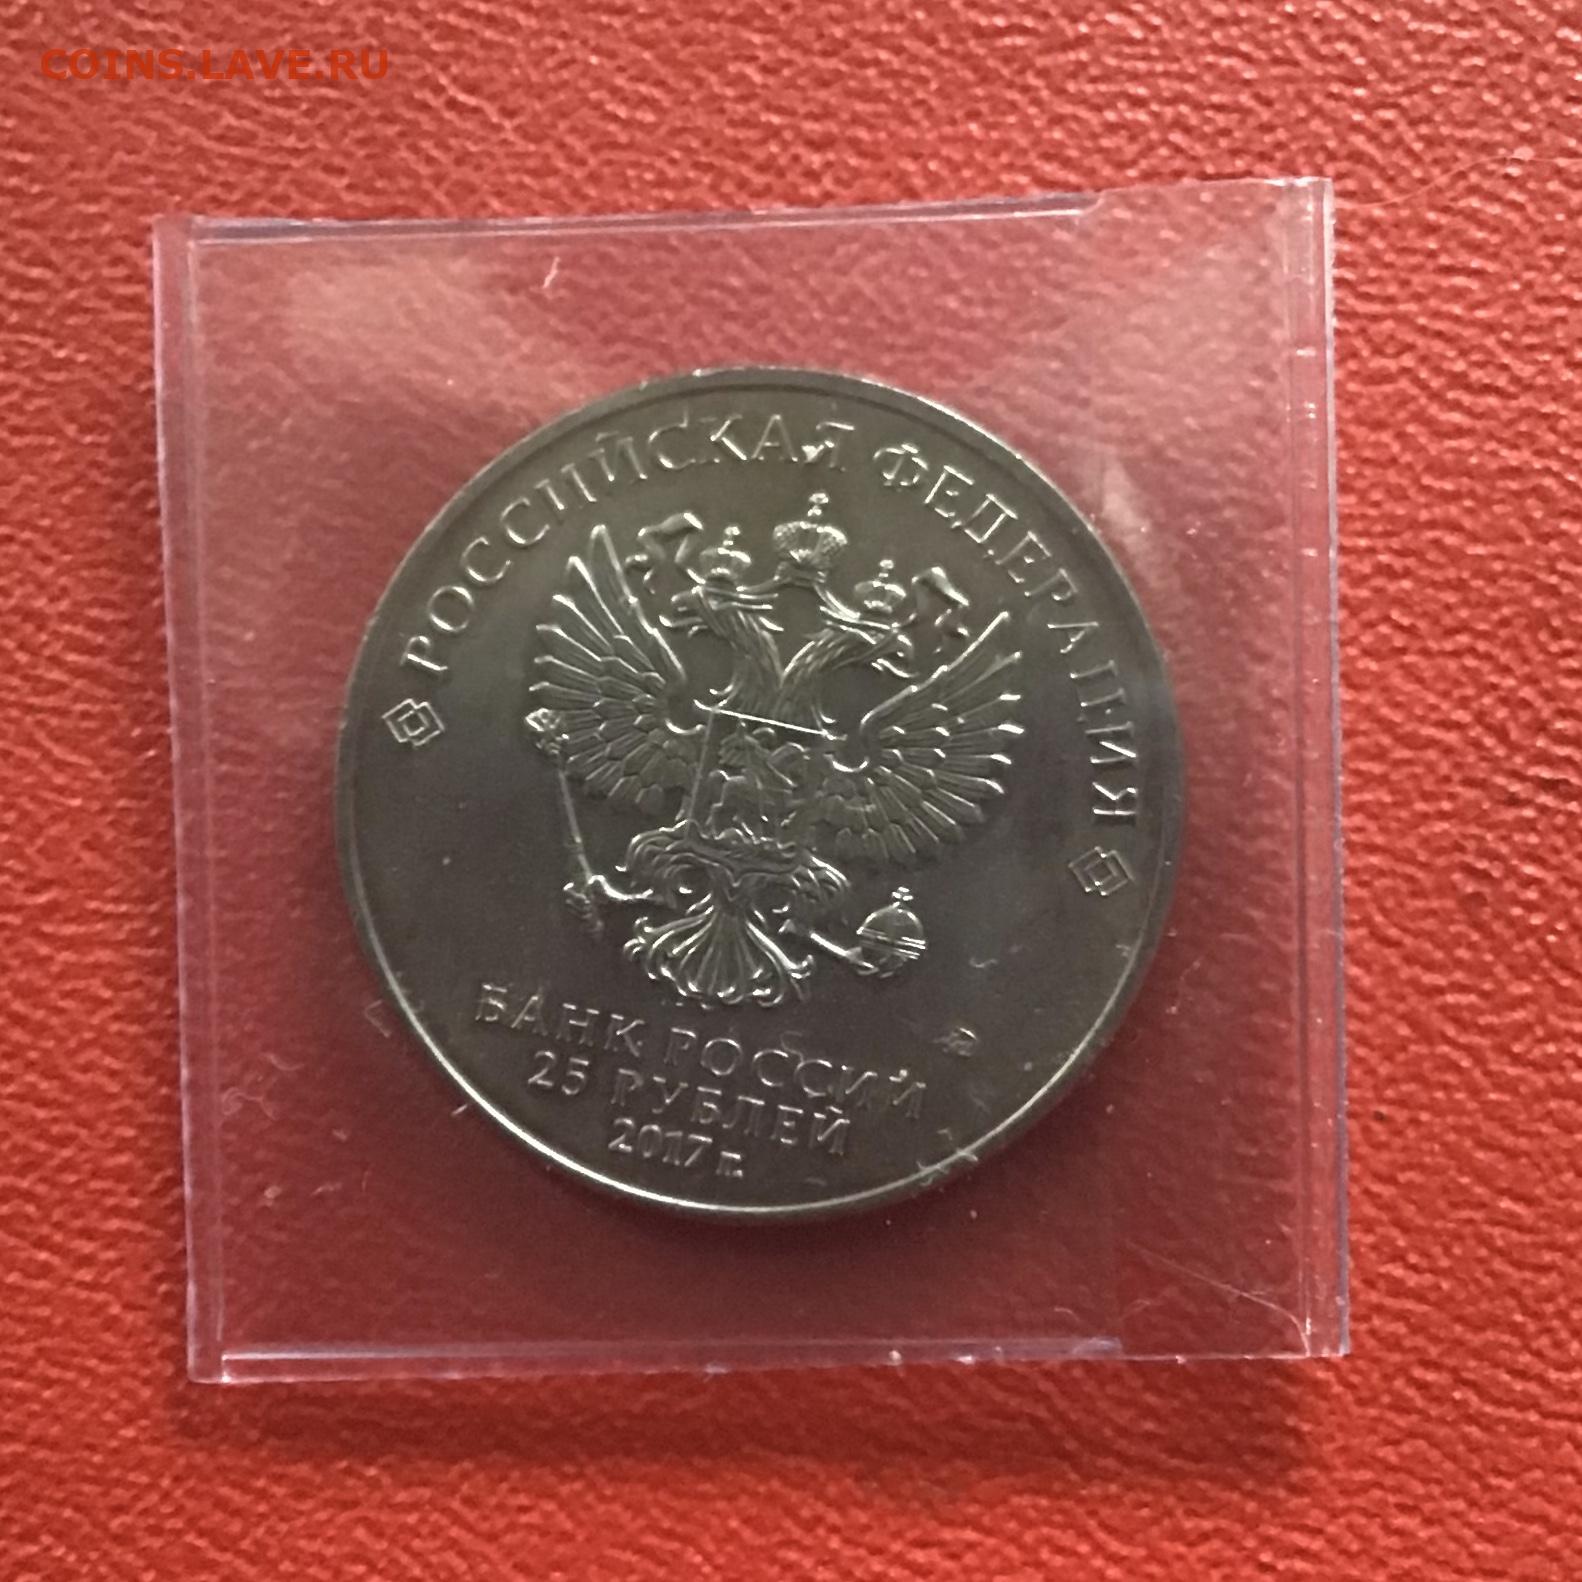 COINS.LAVE.RU
РОССИЙСКАЯ ФЕДЕРАЦИЯ
БАНК РОССИИ
25 РУБЛЕЙ
2017 г.